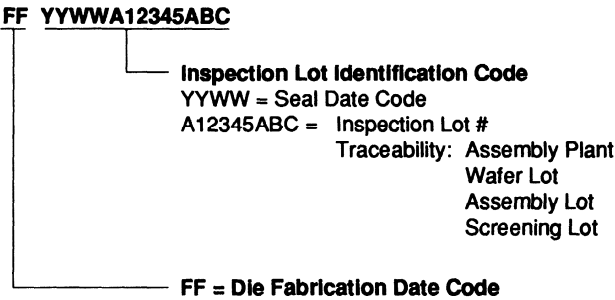 FF YYWWA12345ABC
Inspection Lot Identification Code
YYWW = Seal Date Code
A12345ABC = Inspection Lot #
Traceability: Assembly Plant
Wafer Lot
Assembly Lot
Screening Lot
FF = Die Fabrication Date Code